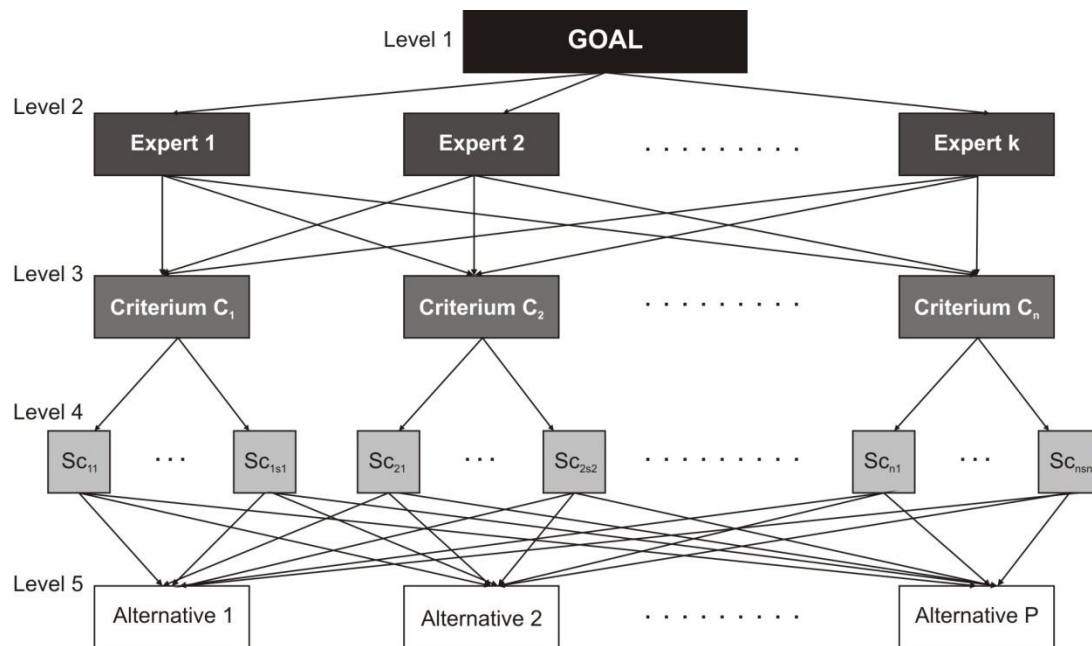 Level 1
GOAL
Level 2
Expert 1
Expert 2
. . . . . . . . .
Expert k
Level 3
Criterium C₁
Criterium C₂
. . . . . . . . .
Criterium Cₙ
Level 4
Sc₁₁
...
Sc₁ₛ₁
Sc₂₁
...
Sc₂ₛ₂
. . . . . . . . .
Scₙ₁
...
Scₙₛₙ
Level 5
Alternative 1
Alternative 2
. . . . . . . . .
Alternative P